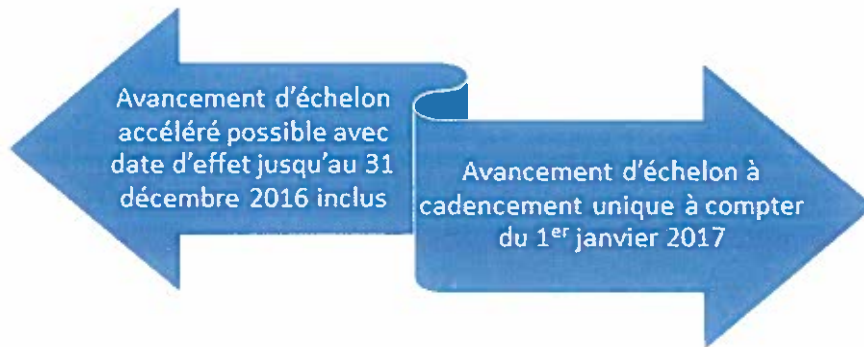 Avancement d'échelon
accéléré possible avec
date d'effet jusqu'au 31
décembre 2016 inclus
Avancement d'échelon à
cadencement unique à compter
du 1er janvier 2017